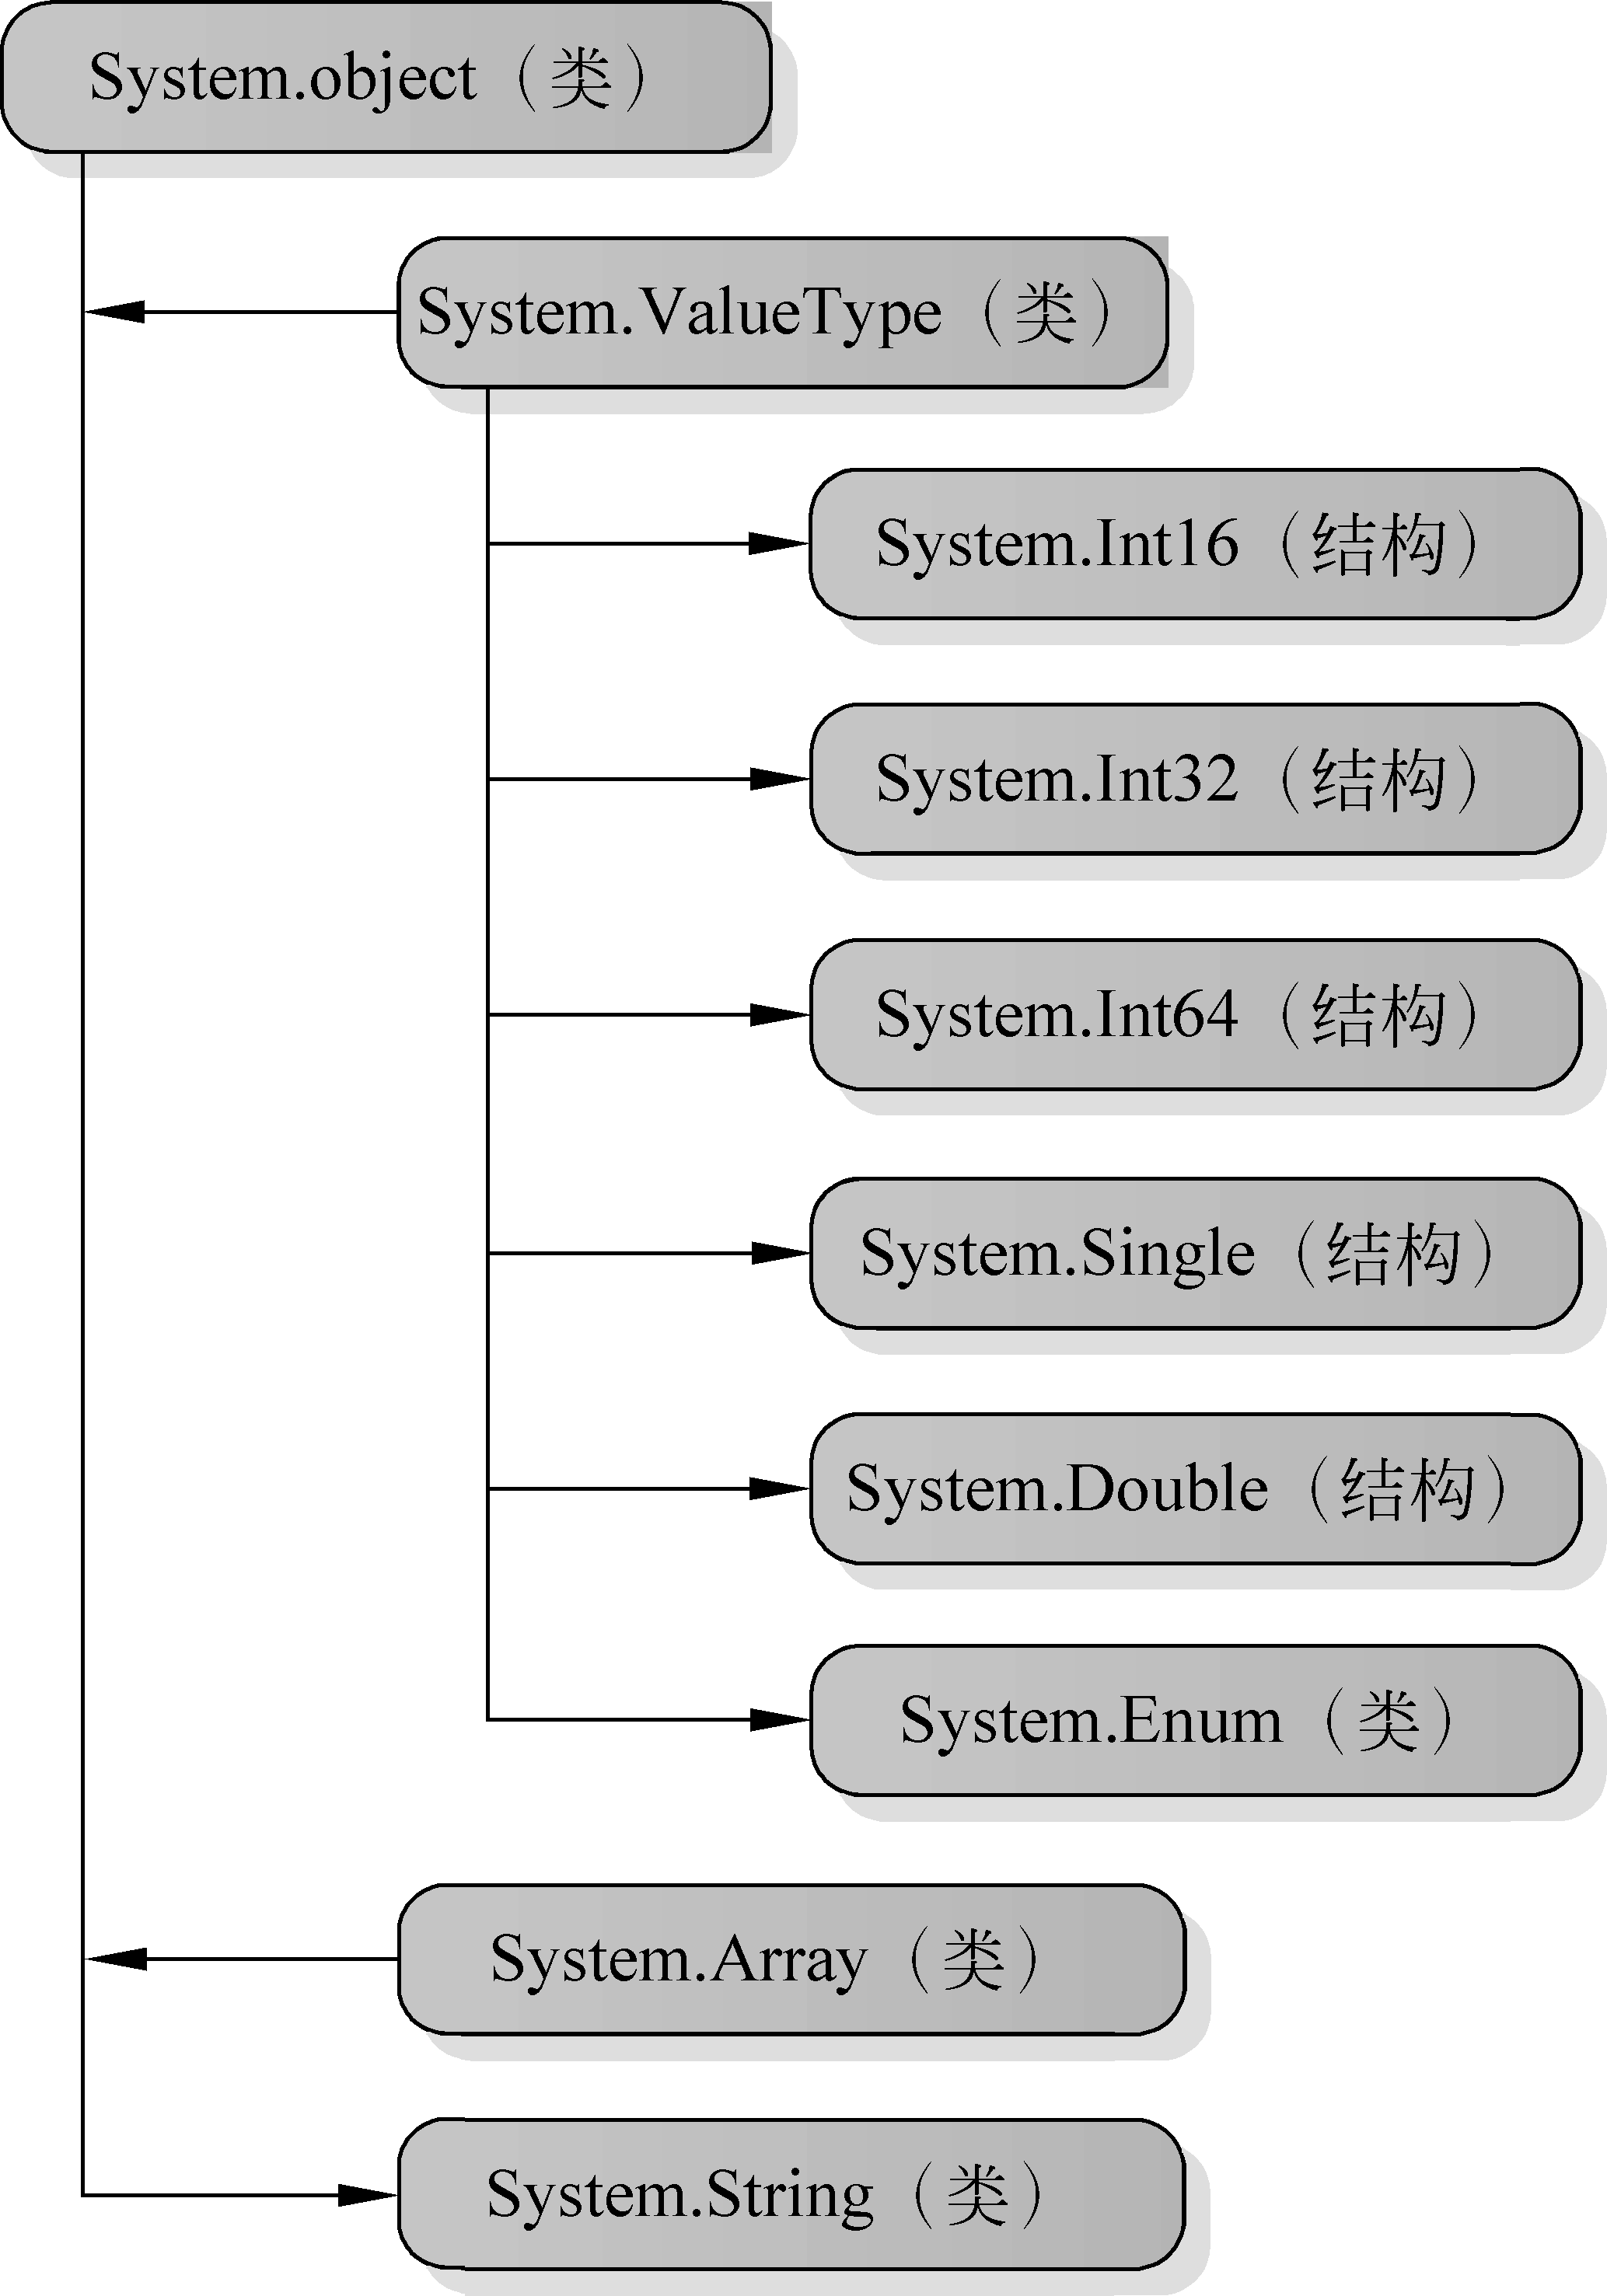 System.object（类）
System.ValueType（类）
System.Int16（结构）
System.Int32（结构）
System.Int64（结构）
System.Single（结构）
System.Double（结构）
System.Enum（类）
System.Array（类）
System.String（类）